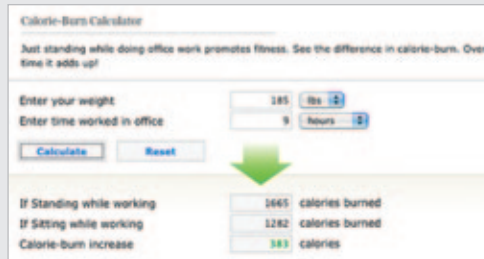 Calorie-Burn Calculator
Just standing while doing office work promotes fitness. See the difference in calorie-burn. Over
time it adds up!
Enter your weight 185 lbs
Enter time worked in office 9 hours
Calculate Reset
If Standing while working 1665 calories burned
If Sitting while working 1282 calories burned
Calorie-burn increase 383 calories